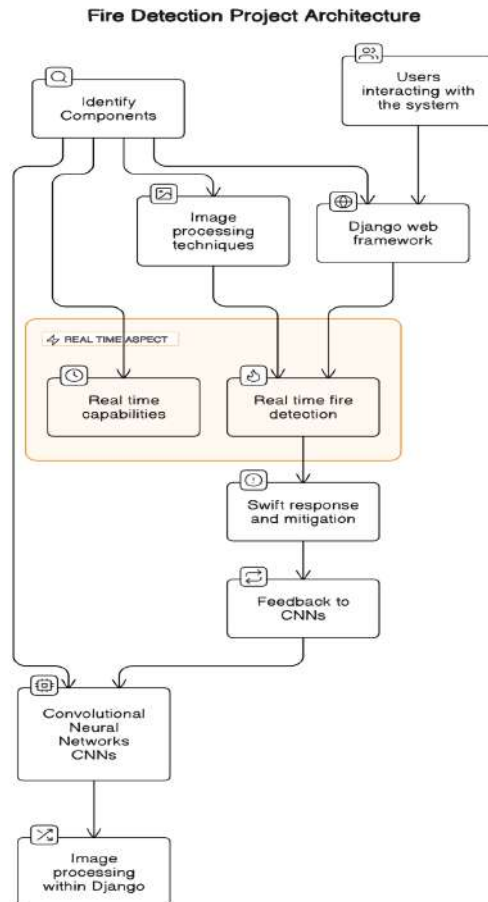 Fire Detection Project Architecture
Identify
Components
Users
interacting with
the system
Image
processing
techniques
Django web
framework
REAL TIME ASPECT
Real time
capabilities
Real time fire
detection
Swift response
and mitigation
Feedback to
CNNs
Convolutional
Neural
Networks
CNNs
Image
processing
within Django